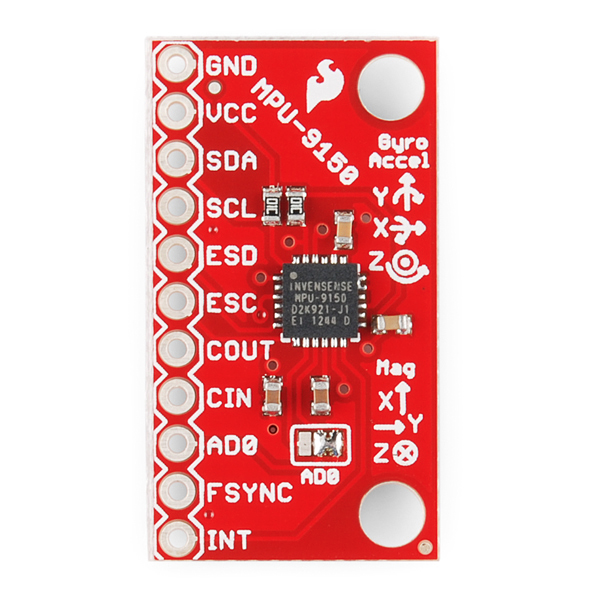 GND
VCC
SDA
SCL
ESD
ESC
COUT
CIN
AD0
FSYNC
INT
MPU-9150
Gyro
Accel
Y
X
Z
INVENSENSE
MPU-9150
D2K921-J1
E1 1244 D
Mag
X
Y
Z
AD0